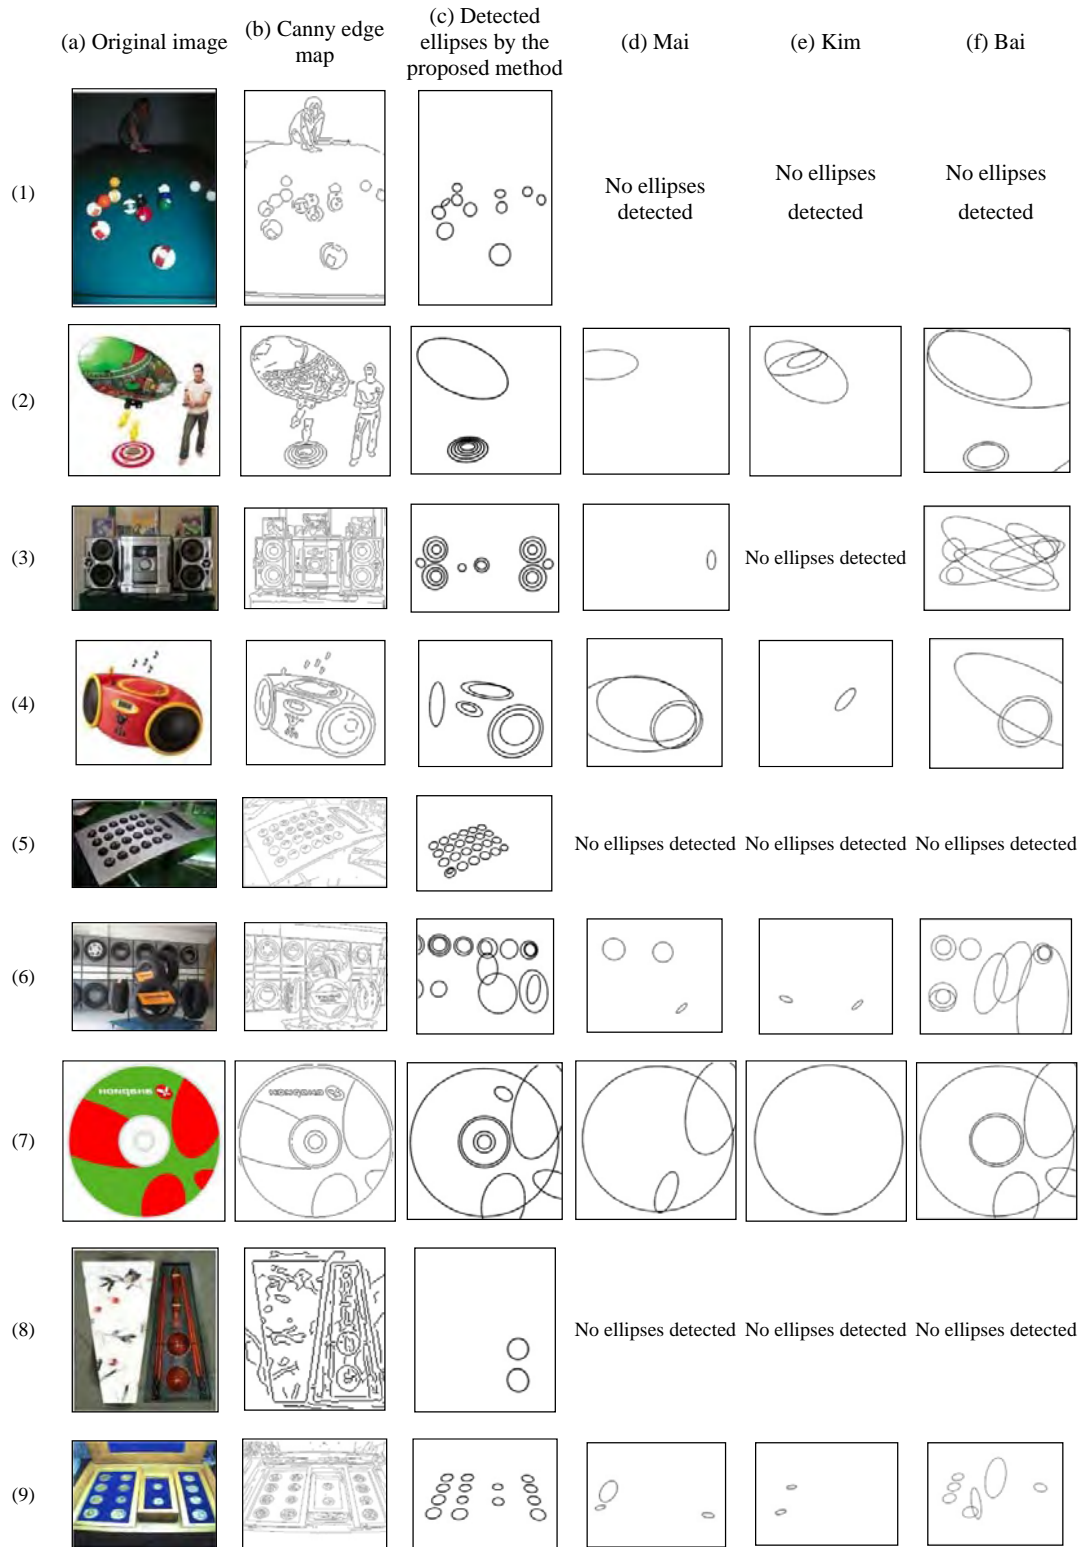 (a) Original image
(b) Canny edge
map
(c) Detected
ellipses by the
proposed method
(d) Mai
(e) Kim
(f) Bai
(1)
No ellipses
detected
No ellipses
detected
No ellipses
detected
(2)
(3)
No ellipses detected
(4)
(5)
No ellipses detected
No ellipses detected
No ellipses detected
(6)
(7)
HONGSHE
HONGSHE
(8)
No ellipses detected
No ellipses detected
No ellipses detected
(9)